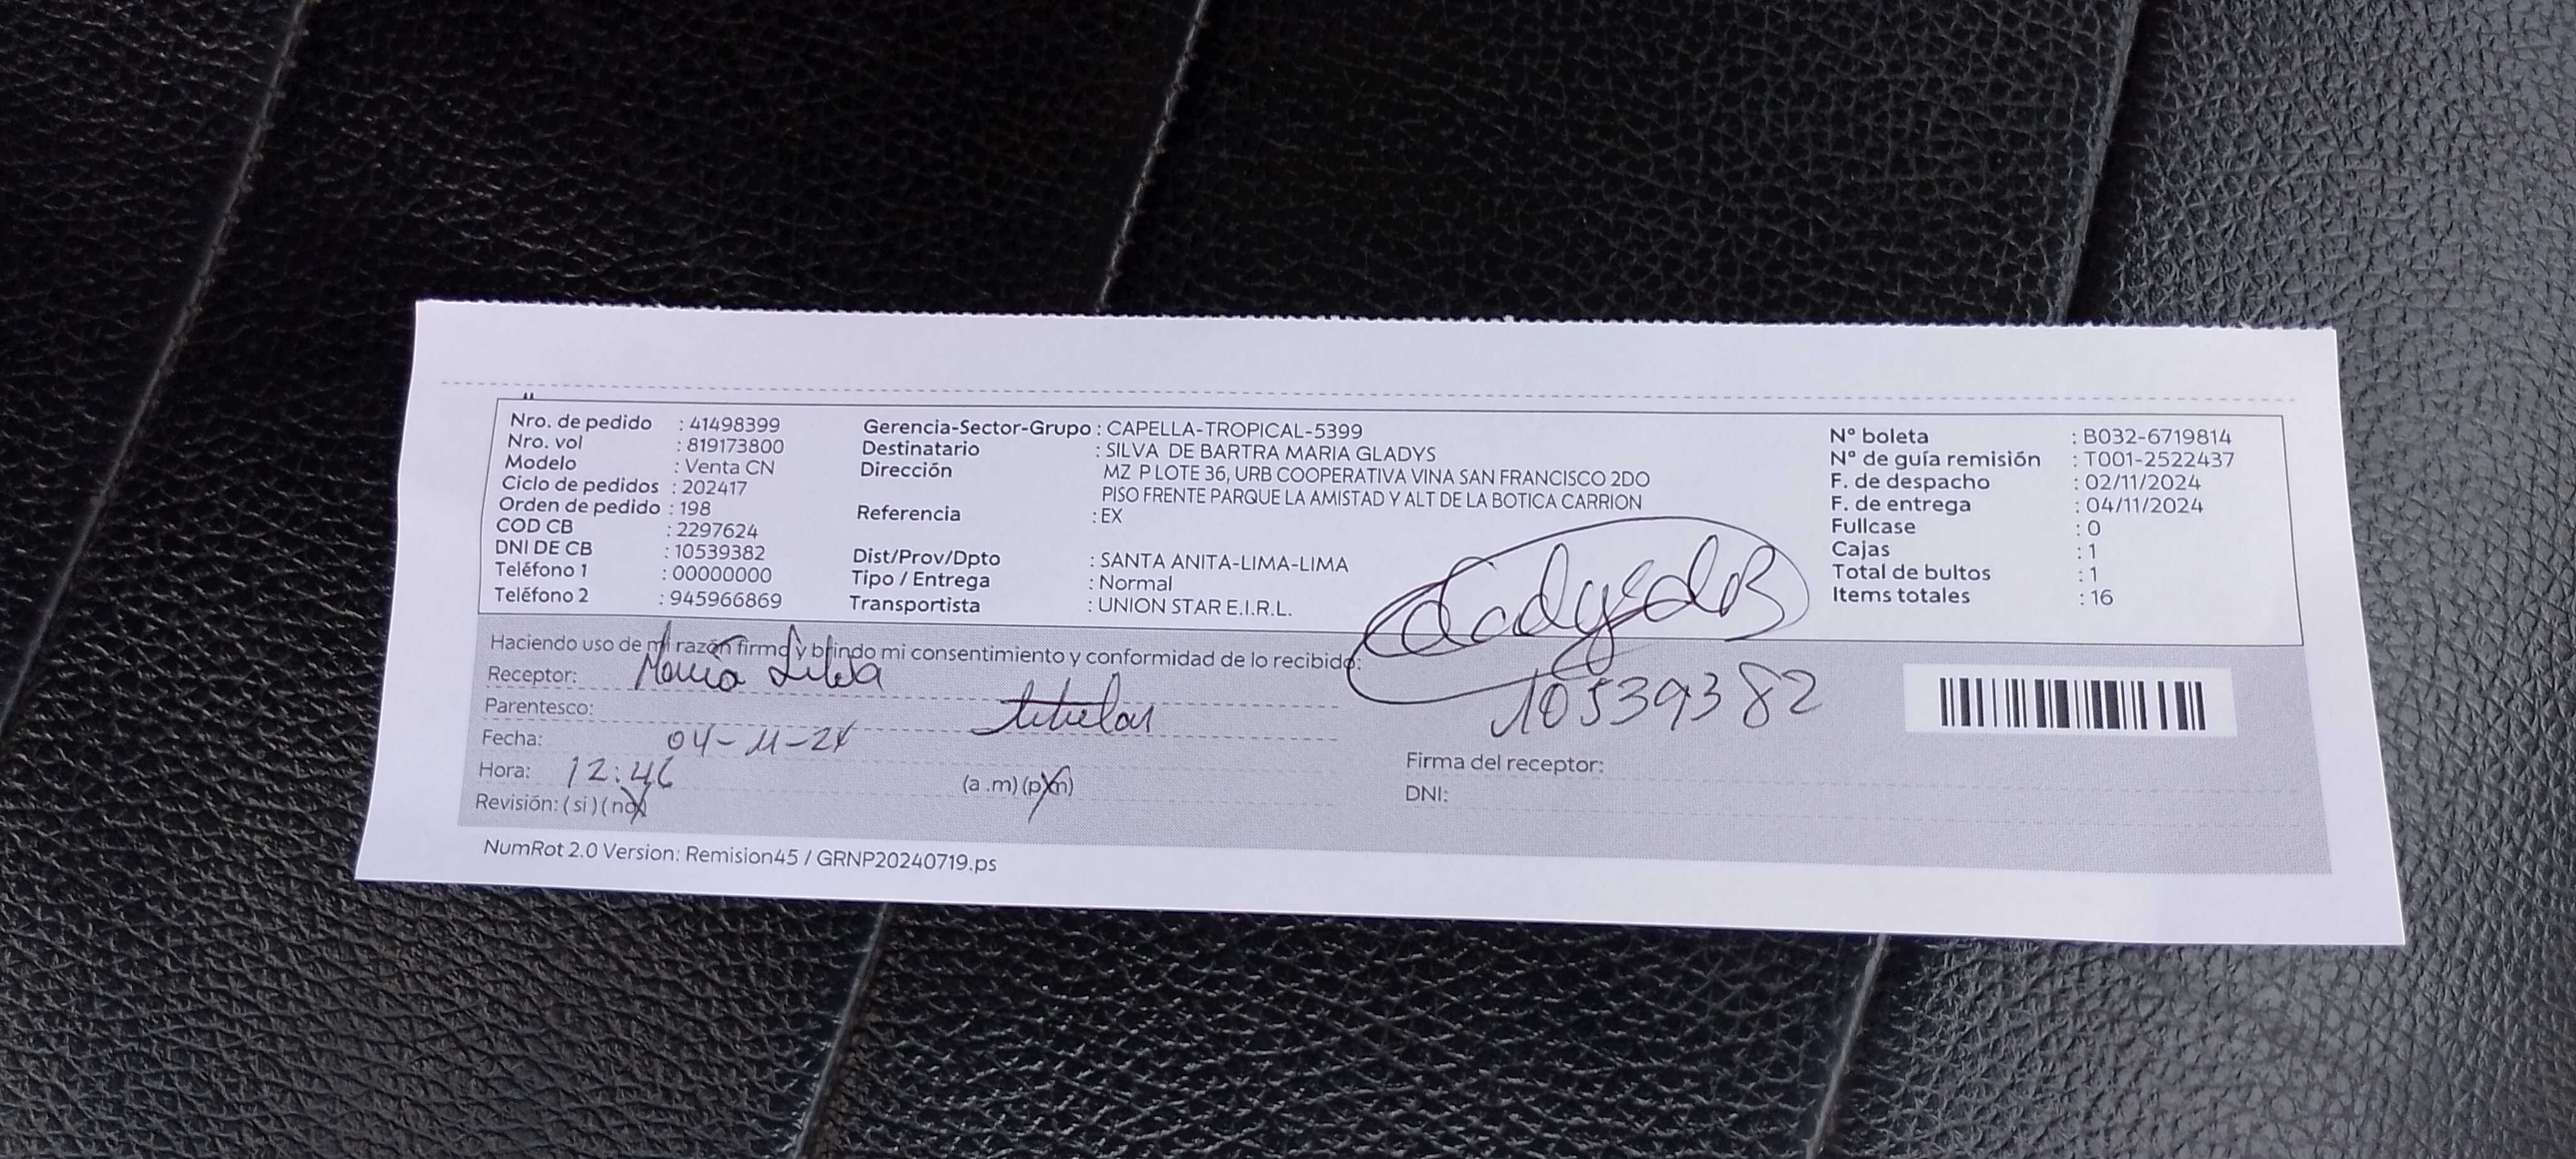 Nro. de pedido : 41498399
Nro. vol : 819173800
Modelo : Venta CN
Ciclo de pedidos : 202417
Orden de pedido : 198
COD CB : 2297624
DNI DE CB : 10539382
Teléfono 1 : 00000000
Teléfono 2 : 945966869
Gerencia-Sector-Grupo : CAPELLA-TROPICAL-5399
Destinatario : SILVA DE BARTRA MARIA GLADYS
Dirección MZ P LOTE 36, URB COOPERATIVA VINA SAN FRANCISCO 2DO
PISO FRENTE PARQUE LA AMISTAD Y ALT DE LA BOTICA CARRION
Referencia : EX
Dist/Prov/Dpto : SANTA ANITA-LIMA-LIMA
Tipo / Entrega : Normal
Transportista : UNION STAR E.I.R.L.
N° boleta : B032-6719814
N° de guía remisión : T001-2522437
F. de despacho : 02/11/2024
F. de entrega : 04/11/2024
Fullcase : 0
Cajas : 1
Total de bultos : 1
Items totales : 16
Haciendo uso de mi razón firmo y brindo mi consentimiento y conformidad de lo recibido:
Receptor: Maria Silva
Parentesco: titular
Fecha: 04-11-24
Hora: 12:46 (a .m) (p.m)
Revisión: ( si ) ( no )
10539382
Firma del receptor:
DNI:
NumRot 2.0 Version: Remision45 / GRNP20240719.ps